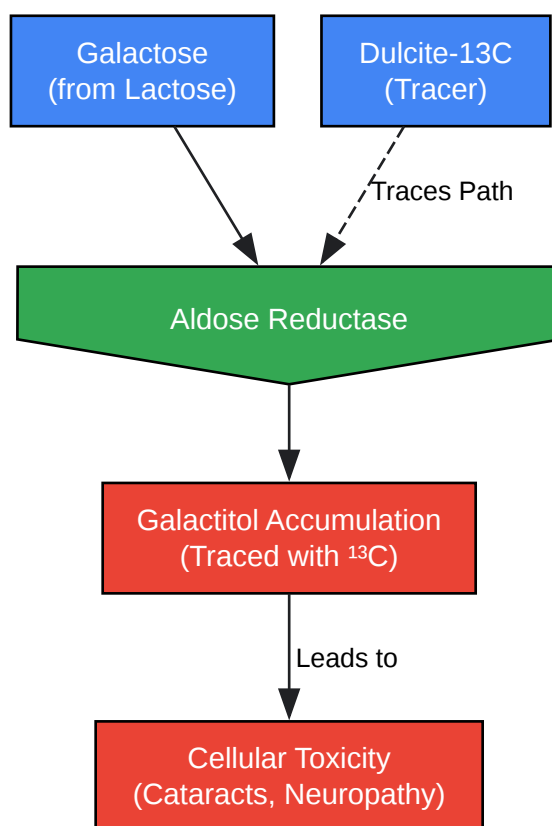 Galactose
(from Lactose)
Dulcite-13C
(Tracer)
Traces Path
Aldose Reductase
Galactitol Accumulation
(Traced with ¹³C)
Leads to
Cellular Toxicity
(Cataracts, Neuropathy)